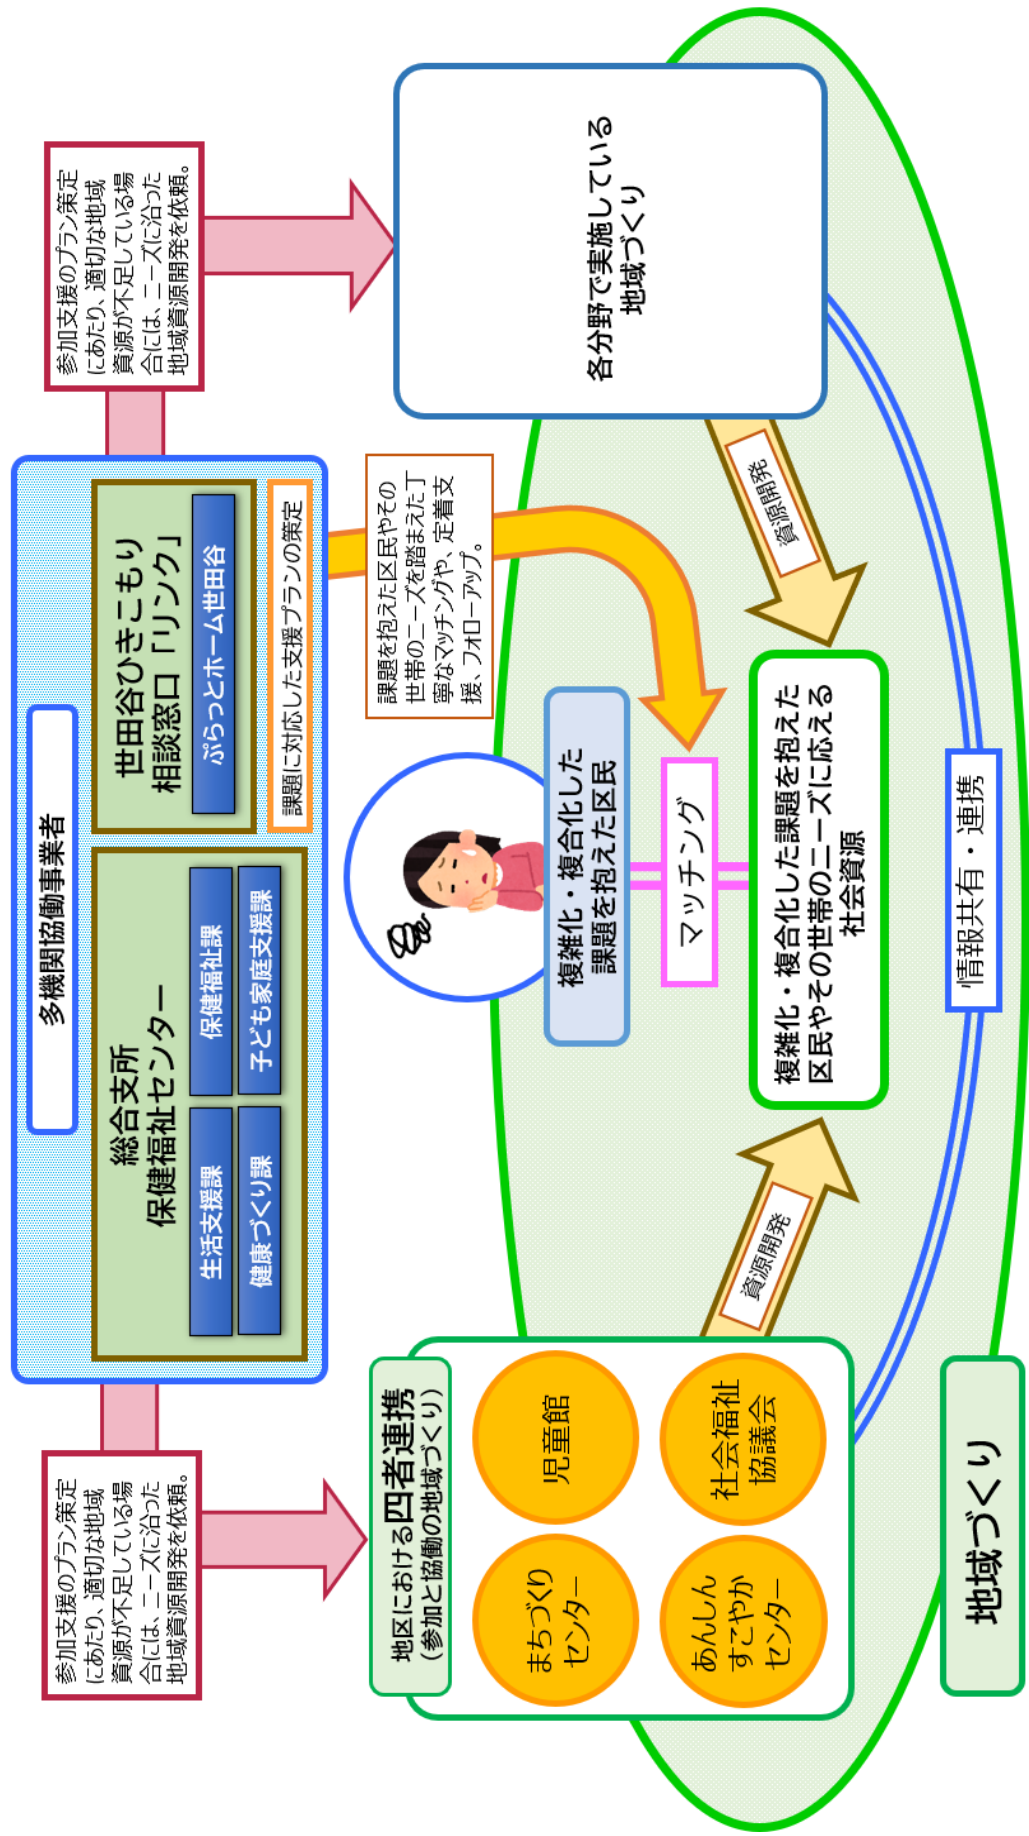 多機関協働事業者
総合支所
保健福祉センター
生活支援課
保健福祉課
健康づくり課
子ども家庭支援課
世田谷ひきこもり
相談窓口「リンク」
ぷらっとホーム世田谷
課題に対応した支援プランの策定
参加支援のプラン策定
にあたり、適切な地域
資源が不足している場
合には、ニーズに沿った
地域資源開発を依頼。
参加支援のプラン策定
にあたり、適切な地域
資源が不足している場
合には、ニーズに沿った
地域資源開発を依頼。
課題を抱えた区民やその
世帯のニーズを踏まえた丁
寧なマッチングや、定着支
援、フォローアップ。
地区における四者連携
（参加と協働の地域づくり）
まちづくり
センター
児童館
あんしん
すこやか
センター
社会福祉
協議会
複雑化・複合化した
課題を抱えた区民
マッチング
各分野で実施している
地域づくり
資源開発
資源開発
複雑化・複合化した課題を抱えた
区民やその世帯のニーズに応える
社会資源
情報共有・連携
地域づくり